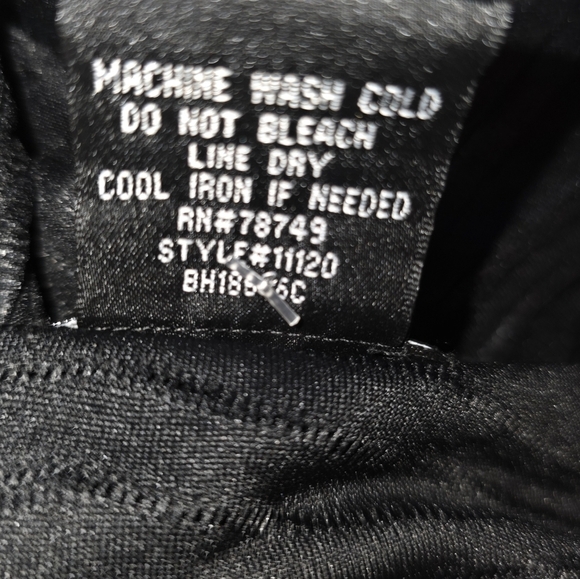 MACHINE WASH COLD
DO NOT BLEACH
LINE DRY
COOL IRON IF NEEDED
RN#78749
STYLE#11120